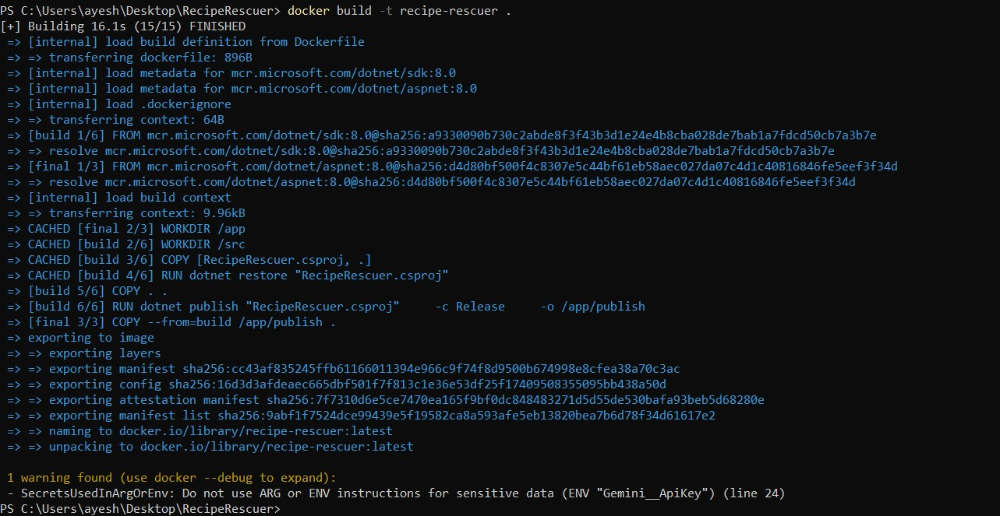 PS C:\Users\ayesh\Desktop\RecipeRescuer> docker build -t recipe-rescuer .
[+] Building 16.1s (15/15) FINISHED
=> [internal] load build definition from Dockerfile
=> => transferring dockerfile: 896B
=> [internal] load metadata for mcr.microsoft.com/dotnet/sdk:8.0
=> [internal] load metadata for mcr.microsoft.com/dotnet/aspnet:8.0
=> [internal] load .dockerignore
=> => transferring context: 64B
=> [build 1/6] FROM mcr.microsoft.com/dotnet/sdk:8.0@sha256:a9330090b730c2abde8f3f43b3d1e24e4b8cba028de7bab1a7fdcd50cb7a3b7e
=> => resolve mcr.microsoft.com/dotnet/sdk:8.0@sha256:a9330090b730c2abde8f3f43b3d1e24e4b8cba028de7bab1a7fdcd50cb7a3b7e
=> [final 1/3] FROM mcr.microsoft.com/dotnet/aspnet:8.0@sha256:d4d80bf500f4c8307e5c44bf61eb58aec027da07c4d1c40816846fe5eef3f34d
=> => resolve mcr.microsoft.com/dotnet/aspnet:8.0@sha256:d4d80bf500f4c8307e5c44bf61eb58aec027da07c4d1c40816846fe5eef3f34d
=> [internal] load build context
=> => transferring context: 9.96kB
=> CACHED [final 2/3] WORKDIR /app
=> CACHED [build 2/6] WORKDIR /src
=> CACHED [build 3/6] COPY [RecipeRescuer.csproj, .]
=> CACHED [build 4/6] RUN dotnet restore "RecipeRescuer.csproj"
=> [build 5/6] COPY . .
=> [build 6/6] RUN dotnet publish "RecipeRescuer.csproj"     -c Release     -o /app/publish
=> [final 3/3] COPY --from=build /app/publish .
=> exporting to image
=> => exporting layers
=> => exporting manifest sha256:cc43af835245ffb61166011394e966c9f74f8d9500b674998e8cfea38a70c3ac
=> => exporting config sha256:16d3d3afdeaec665dbf501f7f813c1e36e53df25f17409508355095bb438a50d
=> => exporting attestation manifest sha256:7f7310d6e5ce7470ea165f9bf0dc848483271d5d55de530bafa93beb5d68280e
=> => exporting manifest list sha256:9abf1f7524dce99439e5f19582ca8a593afe5eb13820bea7b6d78f34d61617e2
=> => naming to docker.io/library/recipe-rescuer:latest
=> => unpacking to docker.io/library/recipe-rescuer:latest
1 warning found (use docker --debug to expand):
- SecretsUsedInArgOrEnv: Do not use ARG or ENV instructions for sensitive data (ENV "Gemini__ApiKey") (line 24)
PS C:\Users\ayesh\Desktop\RecipeRescuer>